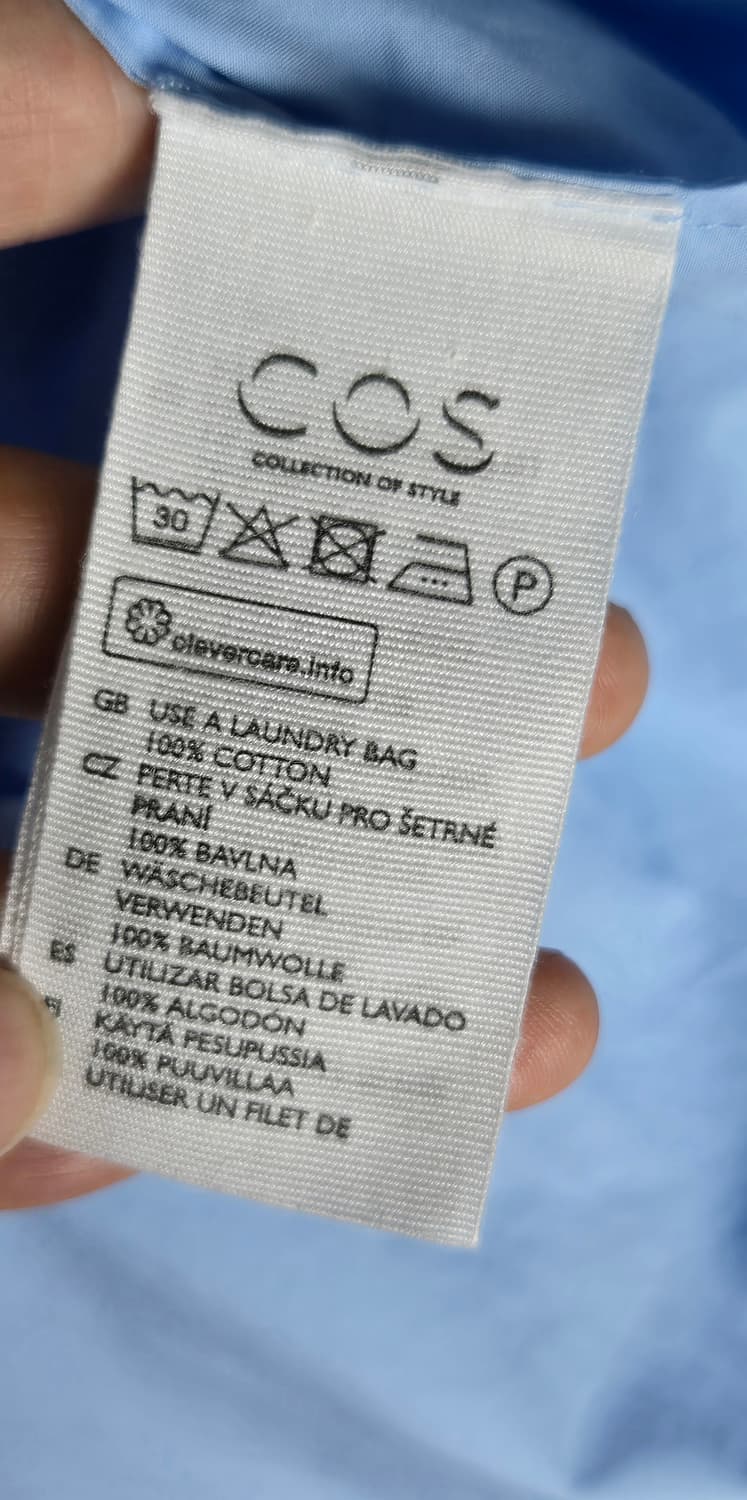 COS
COLLECTION OF STYLE
30
P
clevercare.info
GB USE A LAUNDRY BAG
100% COTTON
CZ PERTE V SÁČKU PRO ŠETRNÉ
PRANÍ
100% BAVLNA
DE WÄSCHEBEUTEL
VERWENDEN
100% BAUMWOLLE
ES UTILIZAR BOLSA DE LAVADO
100% ALGODÓN
FI KÄYTÄ PESUPUSSIA
100% PUUVILLAA
UTILISER UN FILET DE